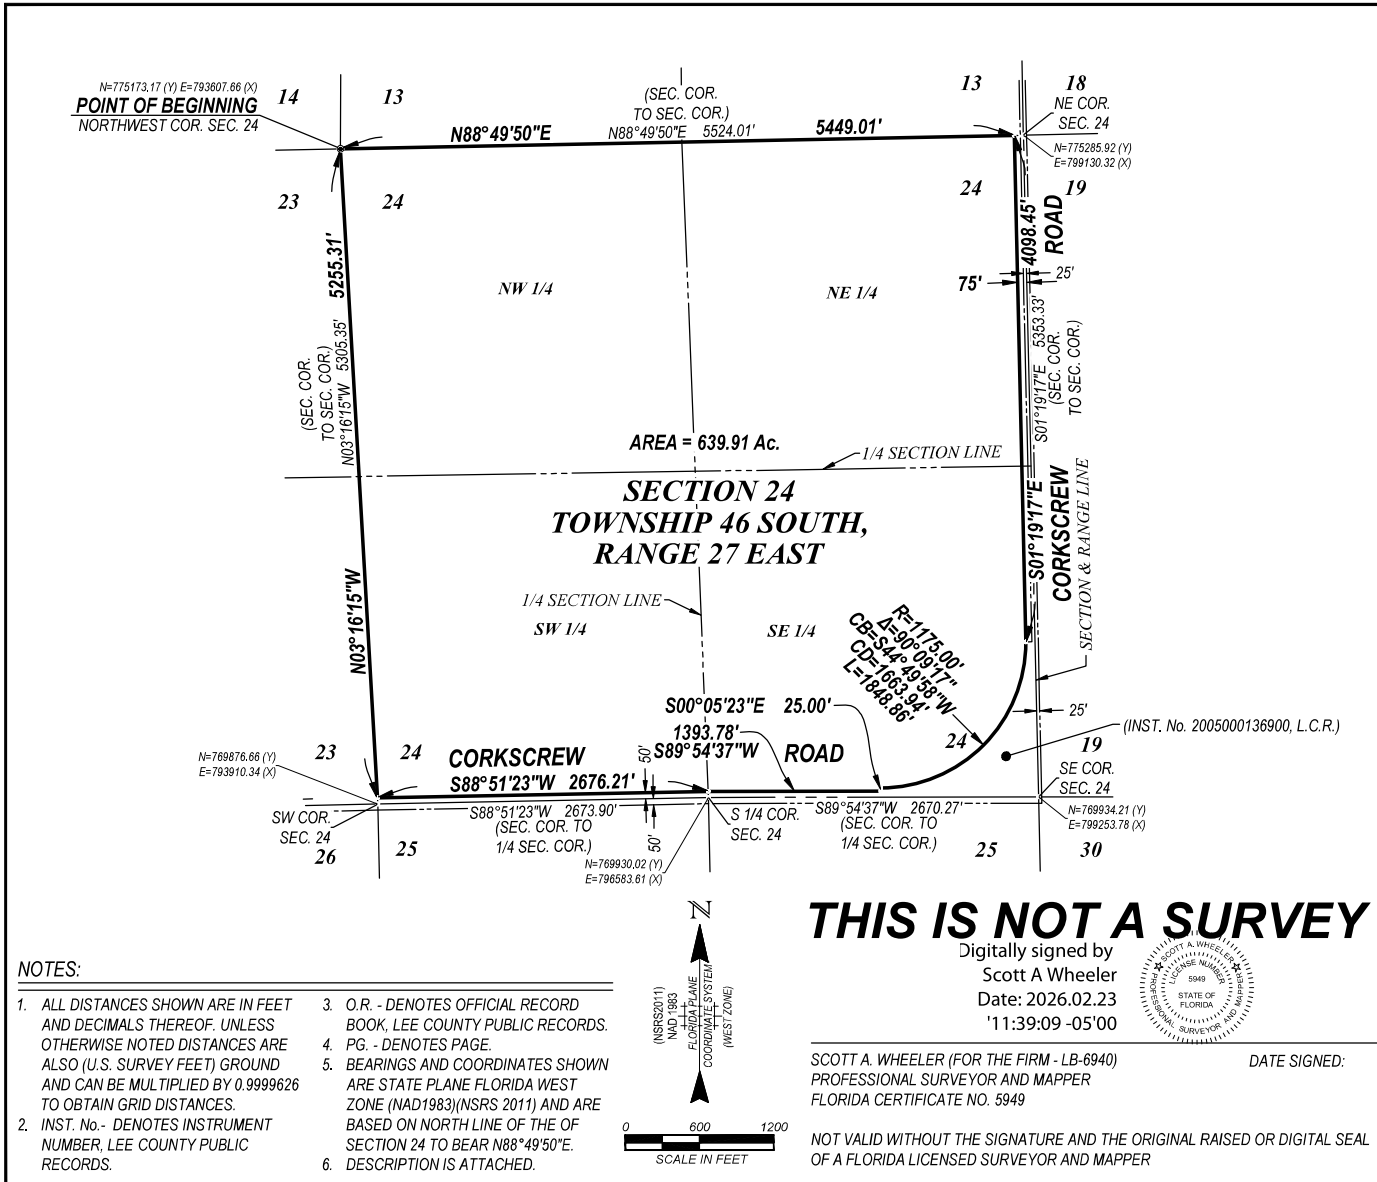 N=775173.17 (Y) E=793607.66 (X)
POINT OF BEGINNING
NORTHWEST COR. SEC. 24
14
13
(SEC. COR.
TO SEC. COR.)
13
18
NE COR.
SEC. 24
N88°49'50"E
N88°49'50"E 5524.01'
5449.01'
N=775285.92 (Y)
E=799130.32 (X)
23
24
24
19
5255.31'
(SEC. COR.
TO SEC. COR.)
N03°16'15"W 5305.35'
N03°16'15"W
NW 1/4
NE 1/4
4098.45'
ROAD
75'
25'
S01°19'17"E 5353.33'
(SEC. COR.
TO SEC. COR.)
AREA = 639.91 Ac.
1/4 SECTION LINE
SECTION 24
TOWNSHIP 46 SOUTH,
RANGE 27 EAST
S01°19'17"E
CORKSCREW
SECTION & RANGE LINE
1/4 SECTION LINE
SW 1/4
SE 1/4
R=1175.00'
Δ=90°09'17"
CB=S44°49'58"W
CD=1663.94'
L=1848.86'
S00°05'23"E 25.00'
1393.78'
S89°54'37"W
ROAD
25'
(INST. No. 2005000136900, L.C.R.)
24
19
23
24
N=769876.66 (Y)
E=793910.34 (X)
CORKSCREW
S88°51'23"W 2676.21'
50'
SE COR.
SEC. 24
N=769934.21 (Y)
E=799253.78 (X)
SW COR.
SEC. 24
S88°51'23"W 2673.90'
(SEC. COR. TO
1/4 SEC. COR.)
50'
S 1/4 COR.
SEC. 24
S89°54'37"W 2670.27'
(SEC. COR. TO
1/4 SEC. COR.)
26
25
25
30
N=769930.02 (Y)
E=796583.61 (X)
N
(NSRS2011)
NAD 1983
FLORIDA PLANE
COORDINATE SYSTEM
(WEST ZONE)
0 600 1200
SCALE IN FEET
THIS IS NOT A SURVEY
Digitally signed by
Scott A Wheeler
Date: 2026.02.23
'11:39:09 -05'00
SCOTT A. WHEELER
LICENSE NUMBER
5949
STATE OF
FLORIDA
PROFESSIONAL SURVEYOR AND MAPPER
SCOTT A. WHEELER (FOR THE FIRM - LB-6940)
DATE SIGNED:
PROFESSIONAL SURVEYOR AND MAPPER
FLORIDA CERTIFICATE NO. 5949
NOT VALID WITHOUT THE SIGNATURE AND THE ORIGINAL RAISED OR DIGITAL SEAL
OF A FLORIDA LICENSED SURVEYOR AND MAPPER
NOTES:
1. ALL DISTANCES SHOWN ARE IN FEET
AND DECIMALS THEREOF. UNLESS
OTHERWISE NOTED DISTANCES ARE
ALSO (U.S. SURVEY FEET) GROUND
AND CAN BE MULTIPLIED BY 0.9999626
TO OBTAIN GRID DISTANCES.
2. INST. No.- DENOTES INSTRUMENT
NUMBER, LEE COUNTY PUBLIC
RECORDS.
3. O.R. - DENOTES OFFICIAL RECORD
BOOK, LEE COUNTY PUBLIC RECORDS.
4. PG. - DENOTES PAGE.
5. BEARINGS AND COORDINATES SHOWN
ARE STATE PLANE FLORIDA WEST
ZONE (NAD1983)(NSRS 2011) AND ARE
BASED ON NORTH LINE OF THE OF
SECTION 24 TO BEAR N88°49'50"E.
6. DESCRIPTION IS ATTACHED.